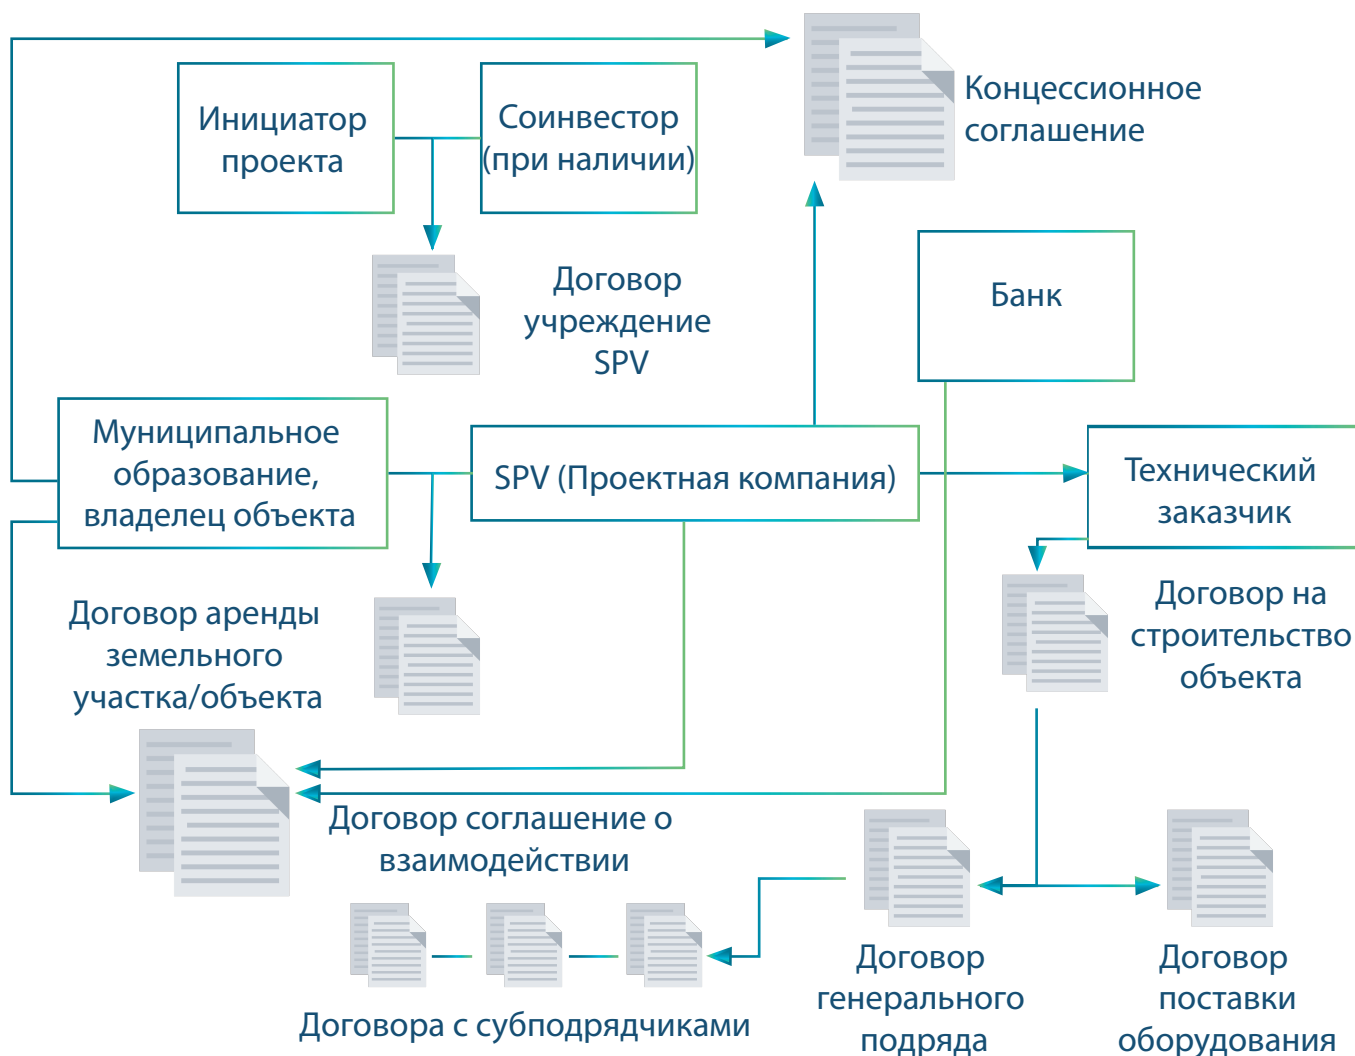 Концессионное
соглашение
Инициатор
проекта
Соинвестор
(при наличии)
Договор
учреждение
SPV
Банк
Муниципальное
образование,
владелец объекта
SPV (Проектная компания)
Технический
заказчик
Договор аренды
земельного
участка/объекта
Договор на
строительство
объекта
Договор соглашение о
взаимодействии
Договора с субподрядчиками
Договор
генерального
подряда
Договор
поставки
оборудования